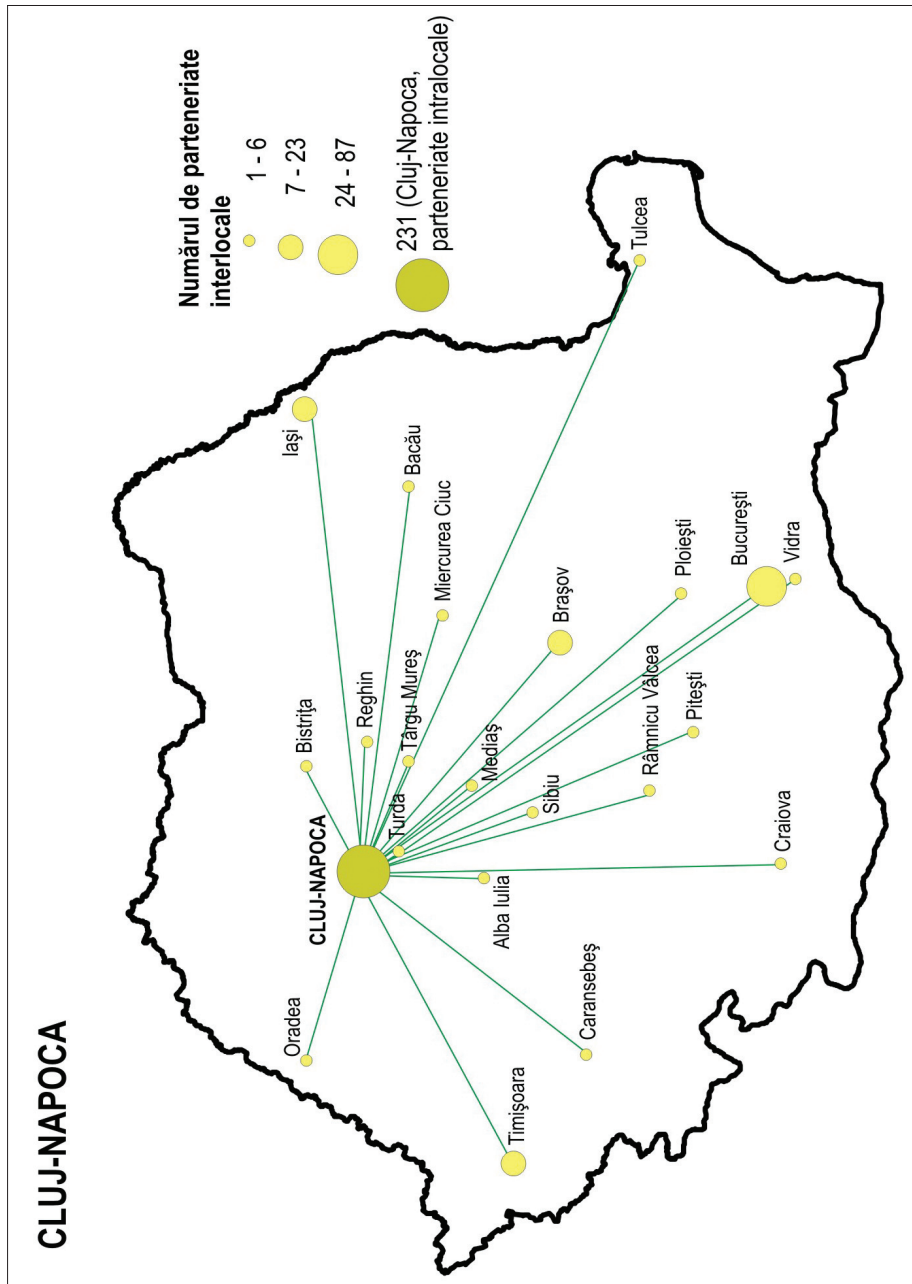 CLUJ-NAPOCA
Numărul de parteneriate
interlocale
1 - 6
7 - 23
24 - 87
231 (Cluj-Napoca,
parteneriate intralocale)
Oradea
Bistriţa
Iaşi
CLUJ-NAPOCA
Reghin
Bacău
Turda
Târgu Mureş
Miercurea Ciuc
Mediaş
Alba Iulia
Timişoara
Sibiu
Braşov
Caransebeş
Tulcea
Râmnicu Vâlcea
Piteşti
Ploieşti
Bucureşti
Craiova
Vidra